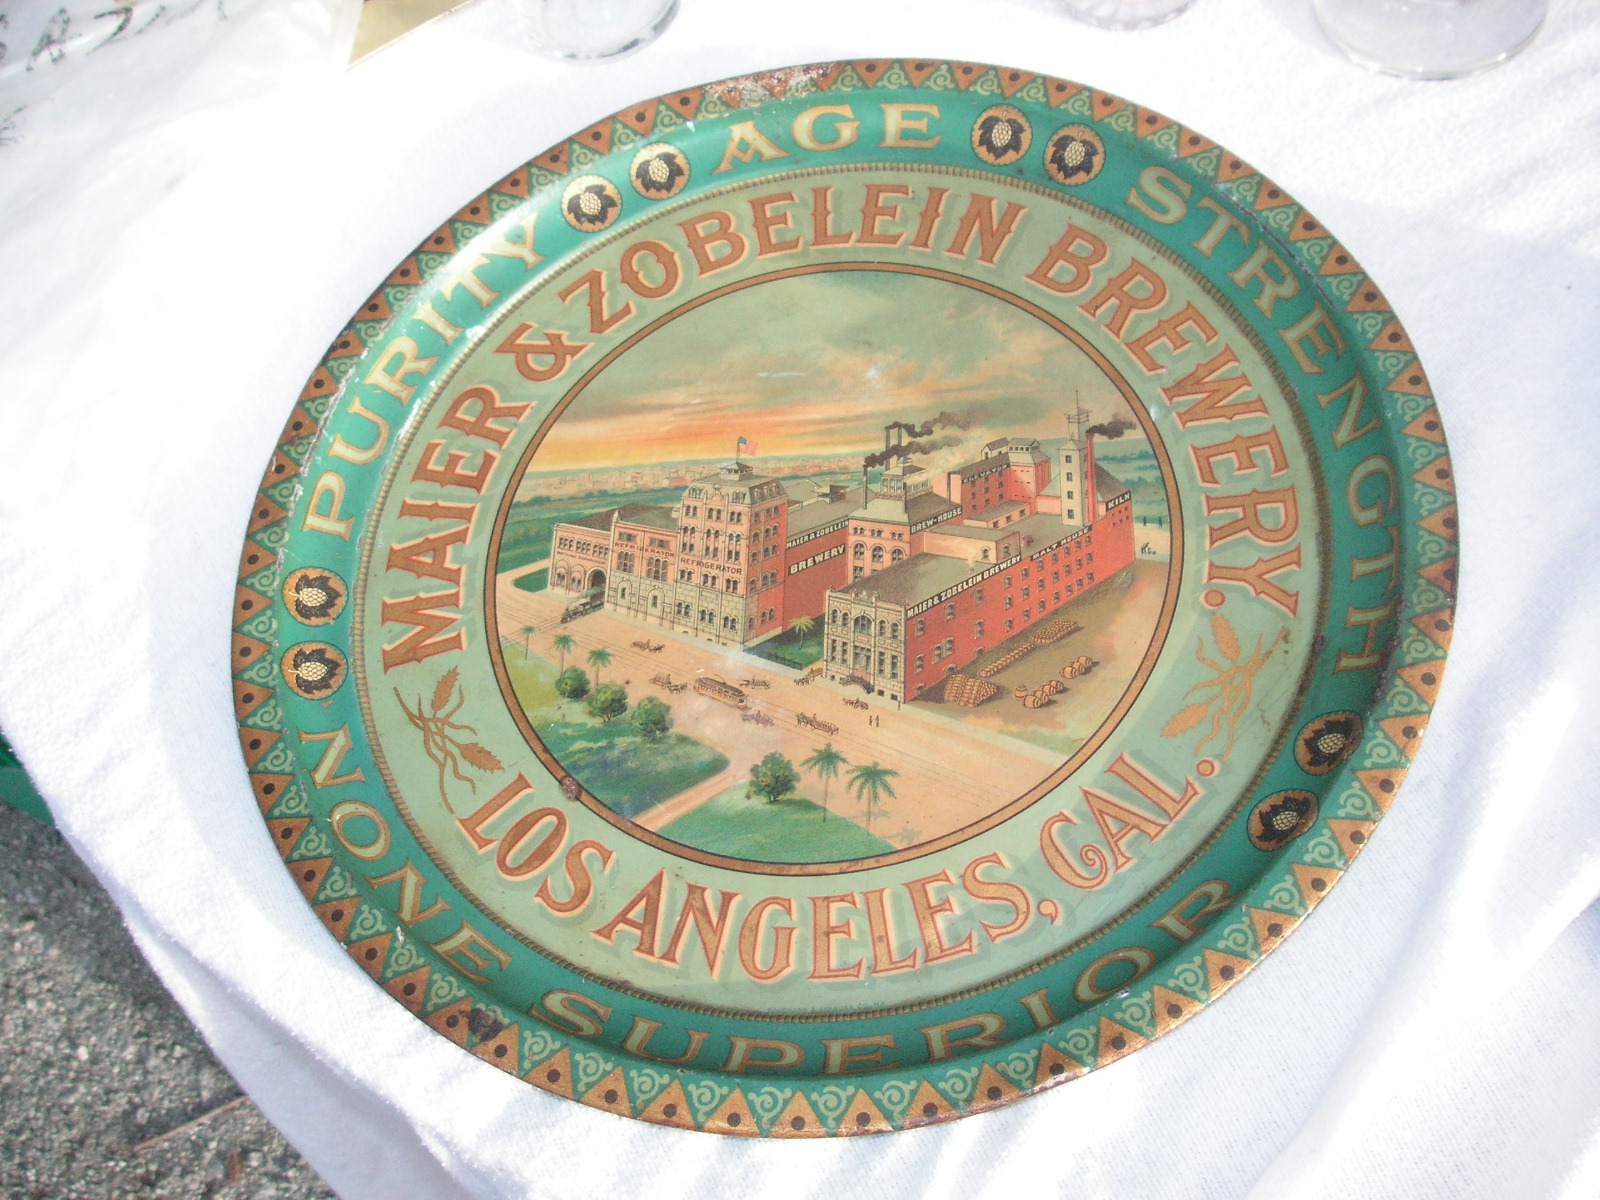 PURITY AGE STRENGTH
NONE SUPERIOR
MAIER & ZOBELEIN BREWERY.
LOS ANGELES, CAL.
REFRIGERATOR
REFRIGERATOR
MAIER & ZOBELEIN
BREWERY
BREW-HOUSE
ELEVATOR
MAIER & ZOBELEIN BREWERY
MALT HOUSE
KILN